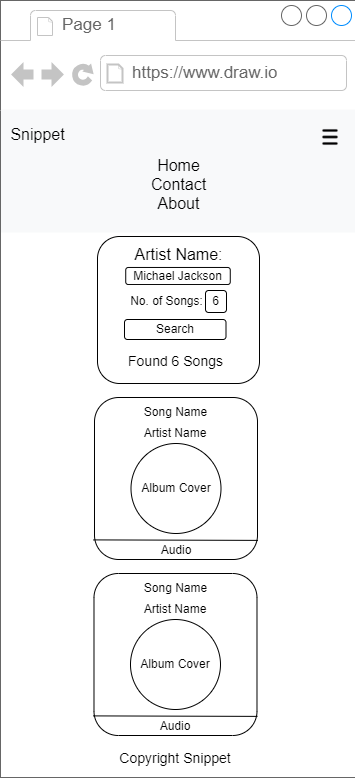 Page 1
https://www.draw.io
Snippet
Home
Contact
About
Artist Name:
Michael Jackson
No. of Songs: 6
Search
Found 6 Songs
Song Name
Artist Name
Album Cover
Audio
Song Name
Artist Name
Album Cover
Audio
Copyright Snippet